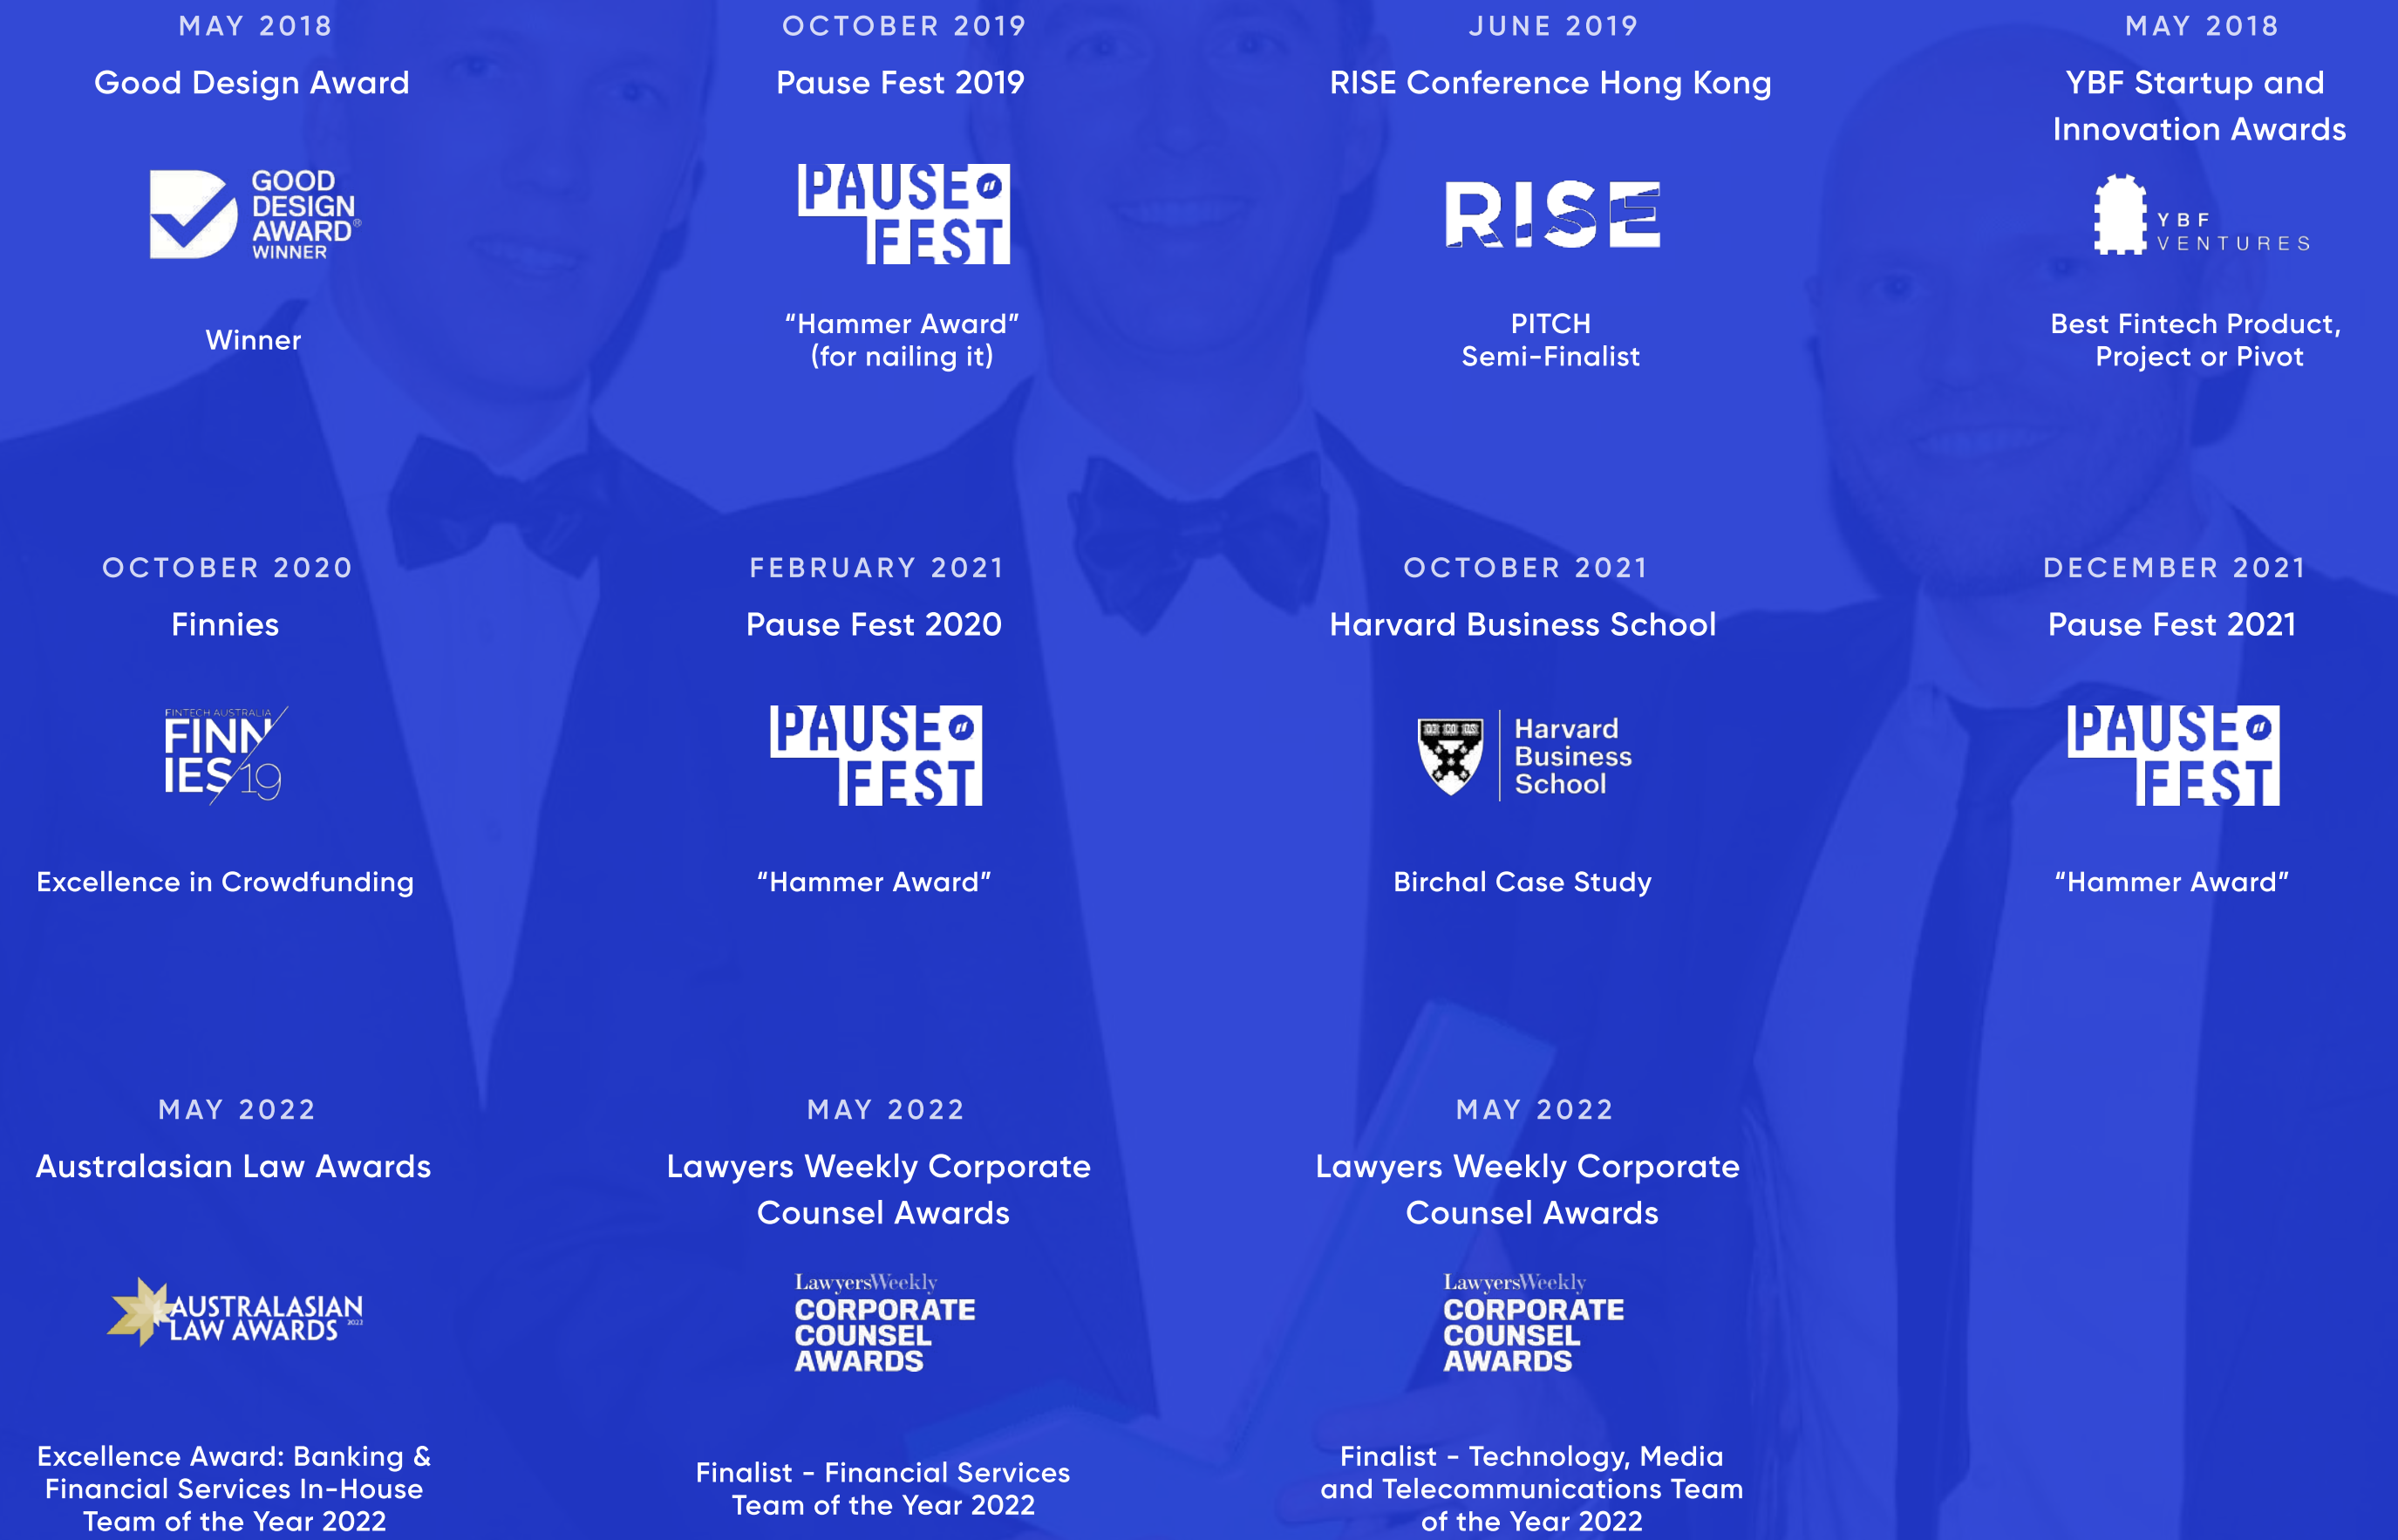 MAY 2018
Good Design Award
GOOD
DESIGN
AWARD®
WINNER
Winner
OCTOBER 2019
Pause Fest 2019
PAUSE
FEST
“Hammer Award”
(for nailing it)
JUNE 2019
RISE Conference Hong Kong
RISE
PITCH
Semi-Finalist
MAY 2018
YBF Startup and
Innovation Awards
YBF
VENTURES
Best Fintech Product,
Project or Pivot
OCTOBER 2020
Finnies
FINTECH AUSTRALIA
FINN
IES/19
Excellence in Crowdfunding
FEBRUARY 2021
Pause Fest 2020
PAUSE
FEST
“Hammer Award”
OCTOBER 2021
Harvard Business School
Harvard
Business
School
Birchal Case Study
DECEMBER 2021
Pause Fest 2021
PAUSE
FEST
“Hammer Award”
MAY 2022
Australasian Law Awards
AUSTRALASIAN
LAW AWARDS
Excellence Award: Banking &
Financial Services In-House
Team of the Year 2022
MAY 2022
Lawyers Weekly Corporate
Counsel Awards
LawyersWeekly
CORPORATE
COUNSEL
AWARDS
Finalist - Financial Services
Team of the Year 2022
MAY 2022
Lawyers Weekly Corporate
Counsel Awards
LawyersWeekly
CORPORATE
COUNSEL
AWARDS
Finalist - Technology, Media
and Telecommunications Team
of the Year 2022